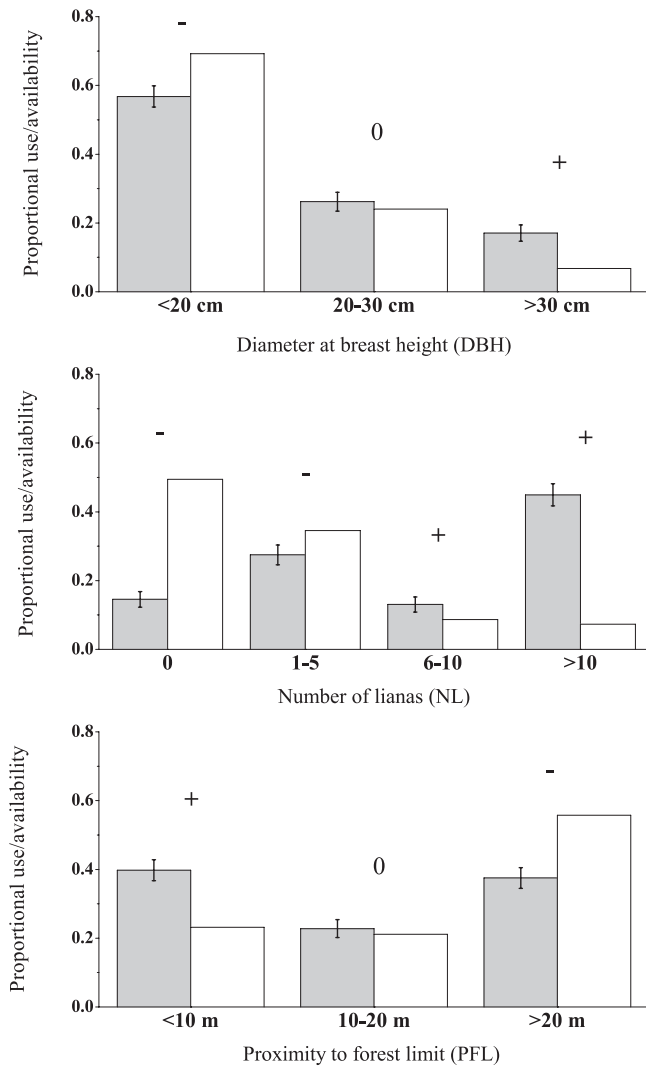 Proportional use/availability
0.8
0.6
0.4
0.2
0.0
-
0
+
<20 cm 20-30 cm >30 cm
Diameter at breast height (DBH)
Proportional use/availability
0.8
0.6
0.4
0.2
0.0
-
-
+
+
0 1-5 6-10 >10
Number of lianas (NL)
Proportional use/availability
0.8
0.6
0.4
0.2
0.0
+
0
-
<10 m 10-20 m >20 m
Proximity to forest limit (PFL)